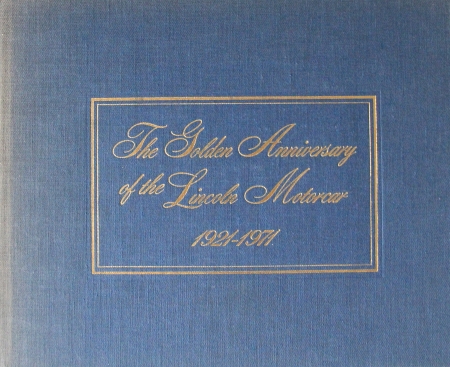 The Golden Anniversary
of the Lincoln Motorcar
1921-1971